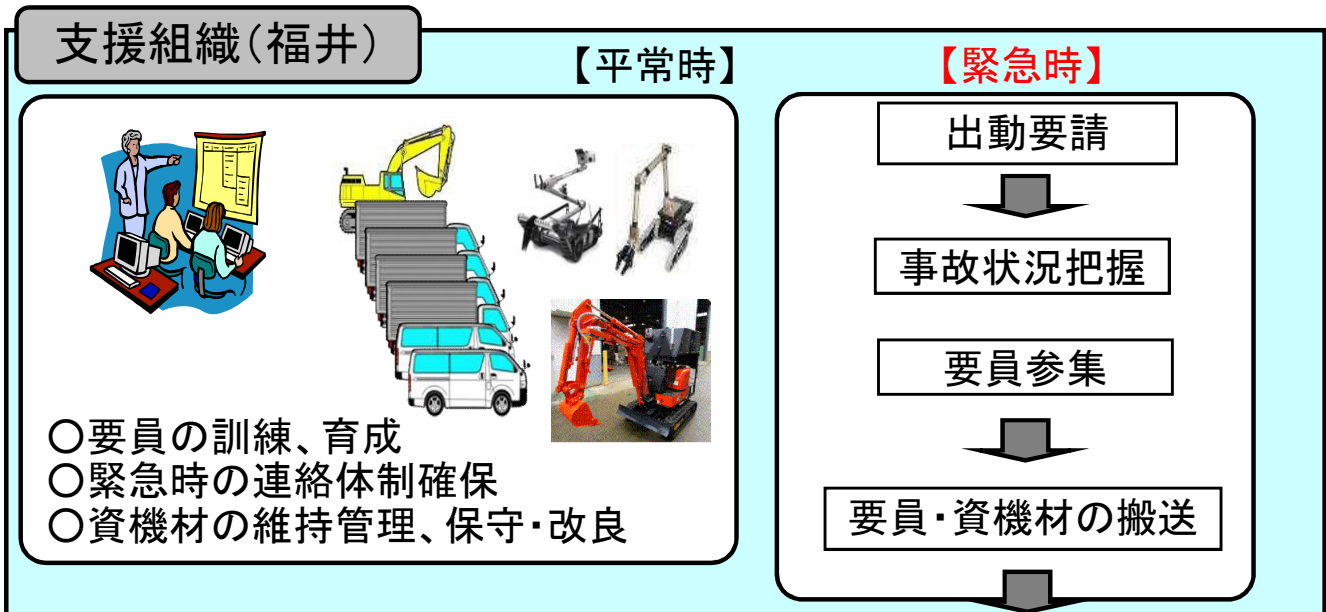 支援組織（福井）
【平常時】
○要員の訓練、育成
○緊急時の連絡体制確保
○資機材の維持管理、保守・改良
【緊急時】
出動要請
事故状況把握
要員参集
要員・資機材の搬送